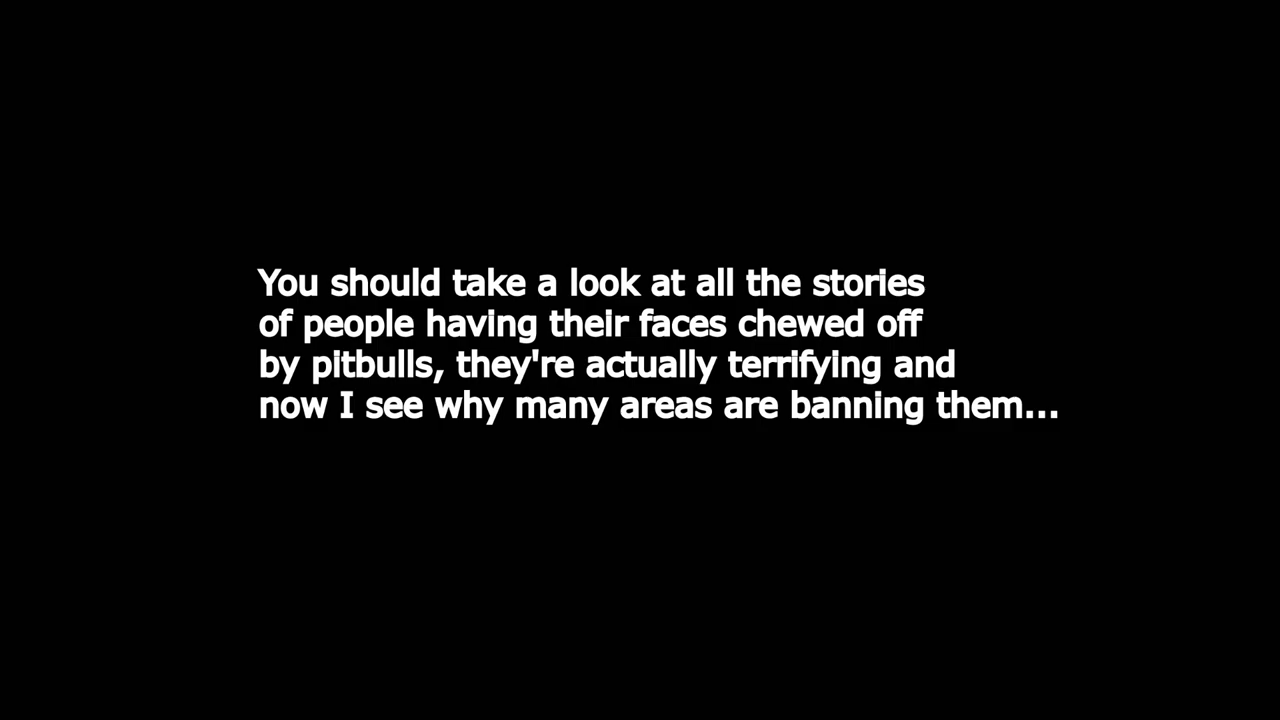 You should take a look at all the stories
of people having their faces chewed off
by pitbulls, they're actually terrifying and
now I see why many areas are banning them...